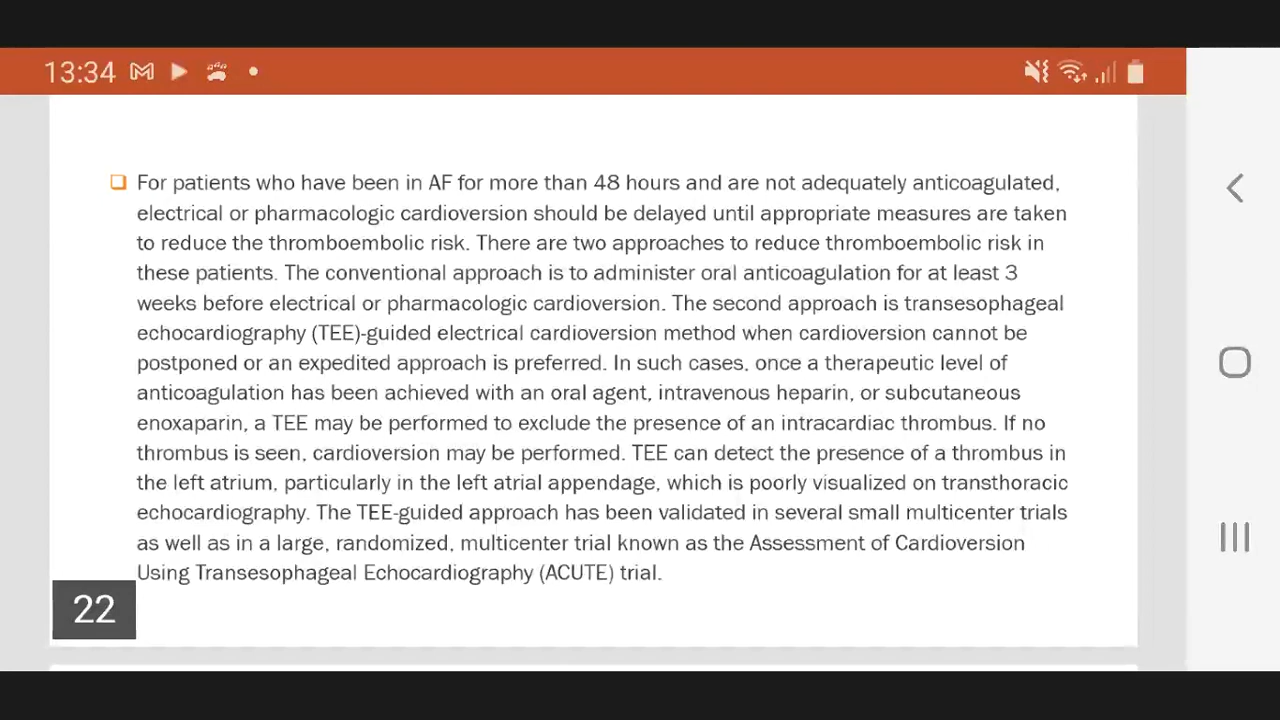 13:34
For patients who have been in AF for more than 48 hours and are not adequately anticoagulated,
electrical or pharmacologic cardioversion should be delayed until appropriate measures are taken
to reduce the thromboembolic risk. There are two approaches to reduce thromboembolic risk in
these patients. The conventional approach is to administer oral anticoagulation for at least 3
weeks before electrical or pharmacologic cardioversion. The second approach is transesophageal
echocardiography (TEE)-guided electrical cardioversion method when cardioversion cannot be
postponed or an expedited approach is preferred. In such cases, once a therapeutic level of
anticoagulation has been achieved with an oral agent, intravenous heparin, or subcutaneous
enoxaparin, a TEE may be performed to exclude the presence of an intracardiac thrombus. If no
thrombus is seen, cardioversion may be performed. TEE can detect the presence of a thrombus in
the left atrium, particularly in the left atrial appendage, which is poorly visualized on transthoracic
echocardiography. The TEE-guided approach has been validated in several small multicenter trials
as well as in a large, randomized, multicenter trial known as the Assessment of Cardioversion
Using Transesophageal Echocardiography (ACUTE) trial.
22